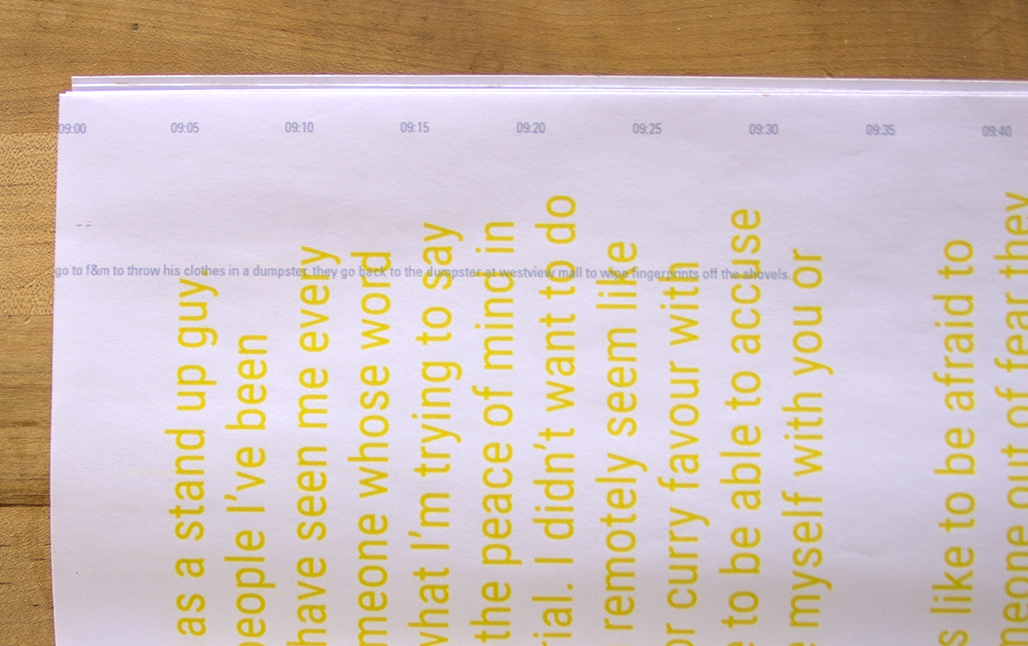 09:00 09:05 09:10 09:15 09:20 09:25 09:30 09:35 09:40
go to f&m to throw his clothes in a dumpster. they go back to the dumpster at westview mall to wipe fingerprints off the shovels.
as a stand up guy,
people I've been
have seen me every
meone whose word
what I'm trying to say
the peace of mind in
rial. I didn't want to do
remotely seem like
or curry favour with
to be able to accuse
myself with you or
s like to be afraid to
meone out of fear they